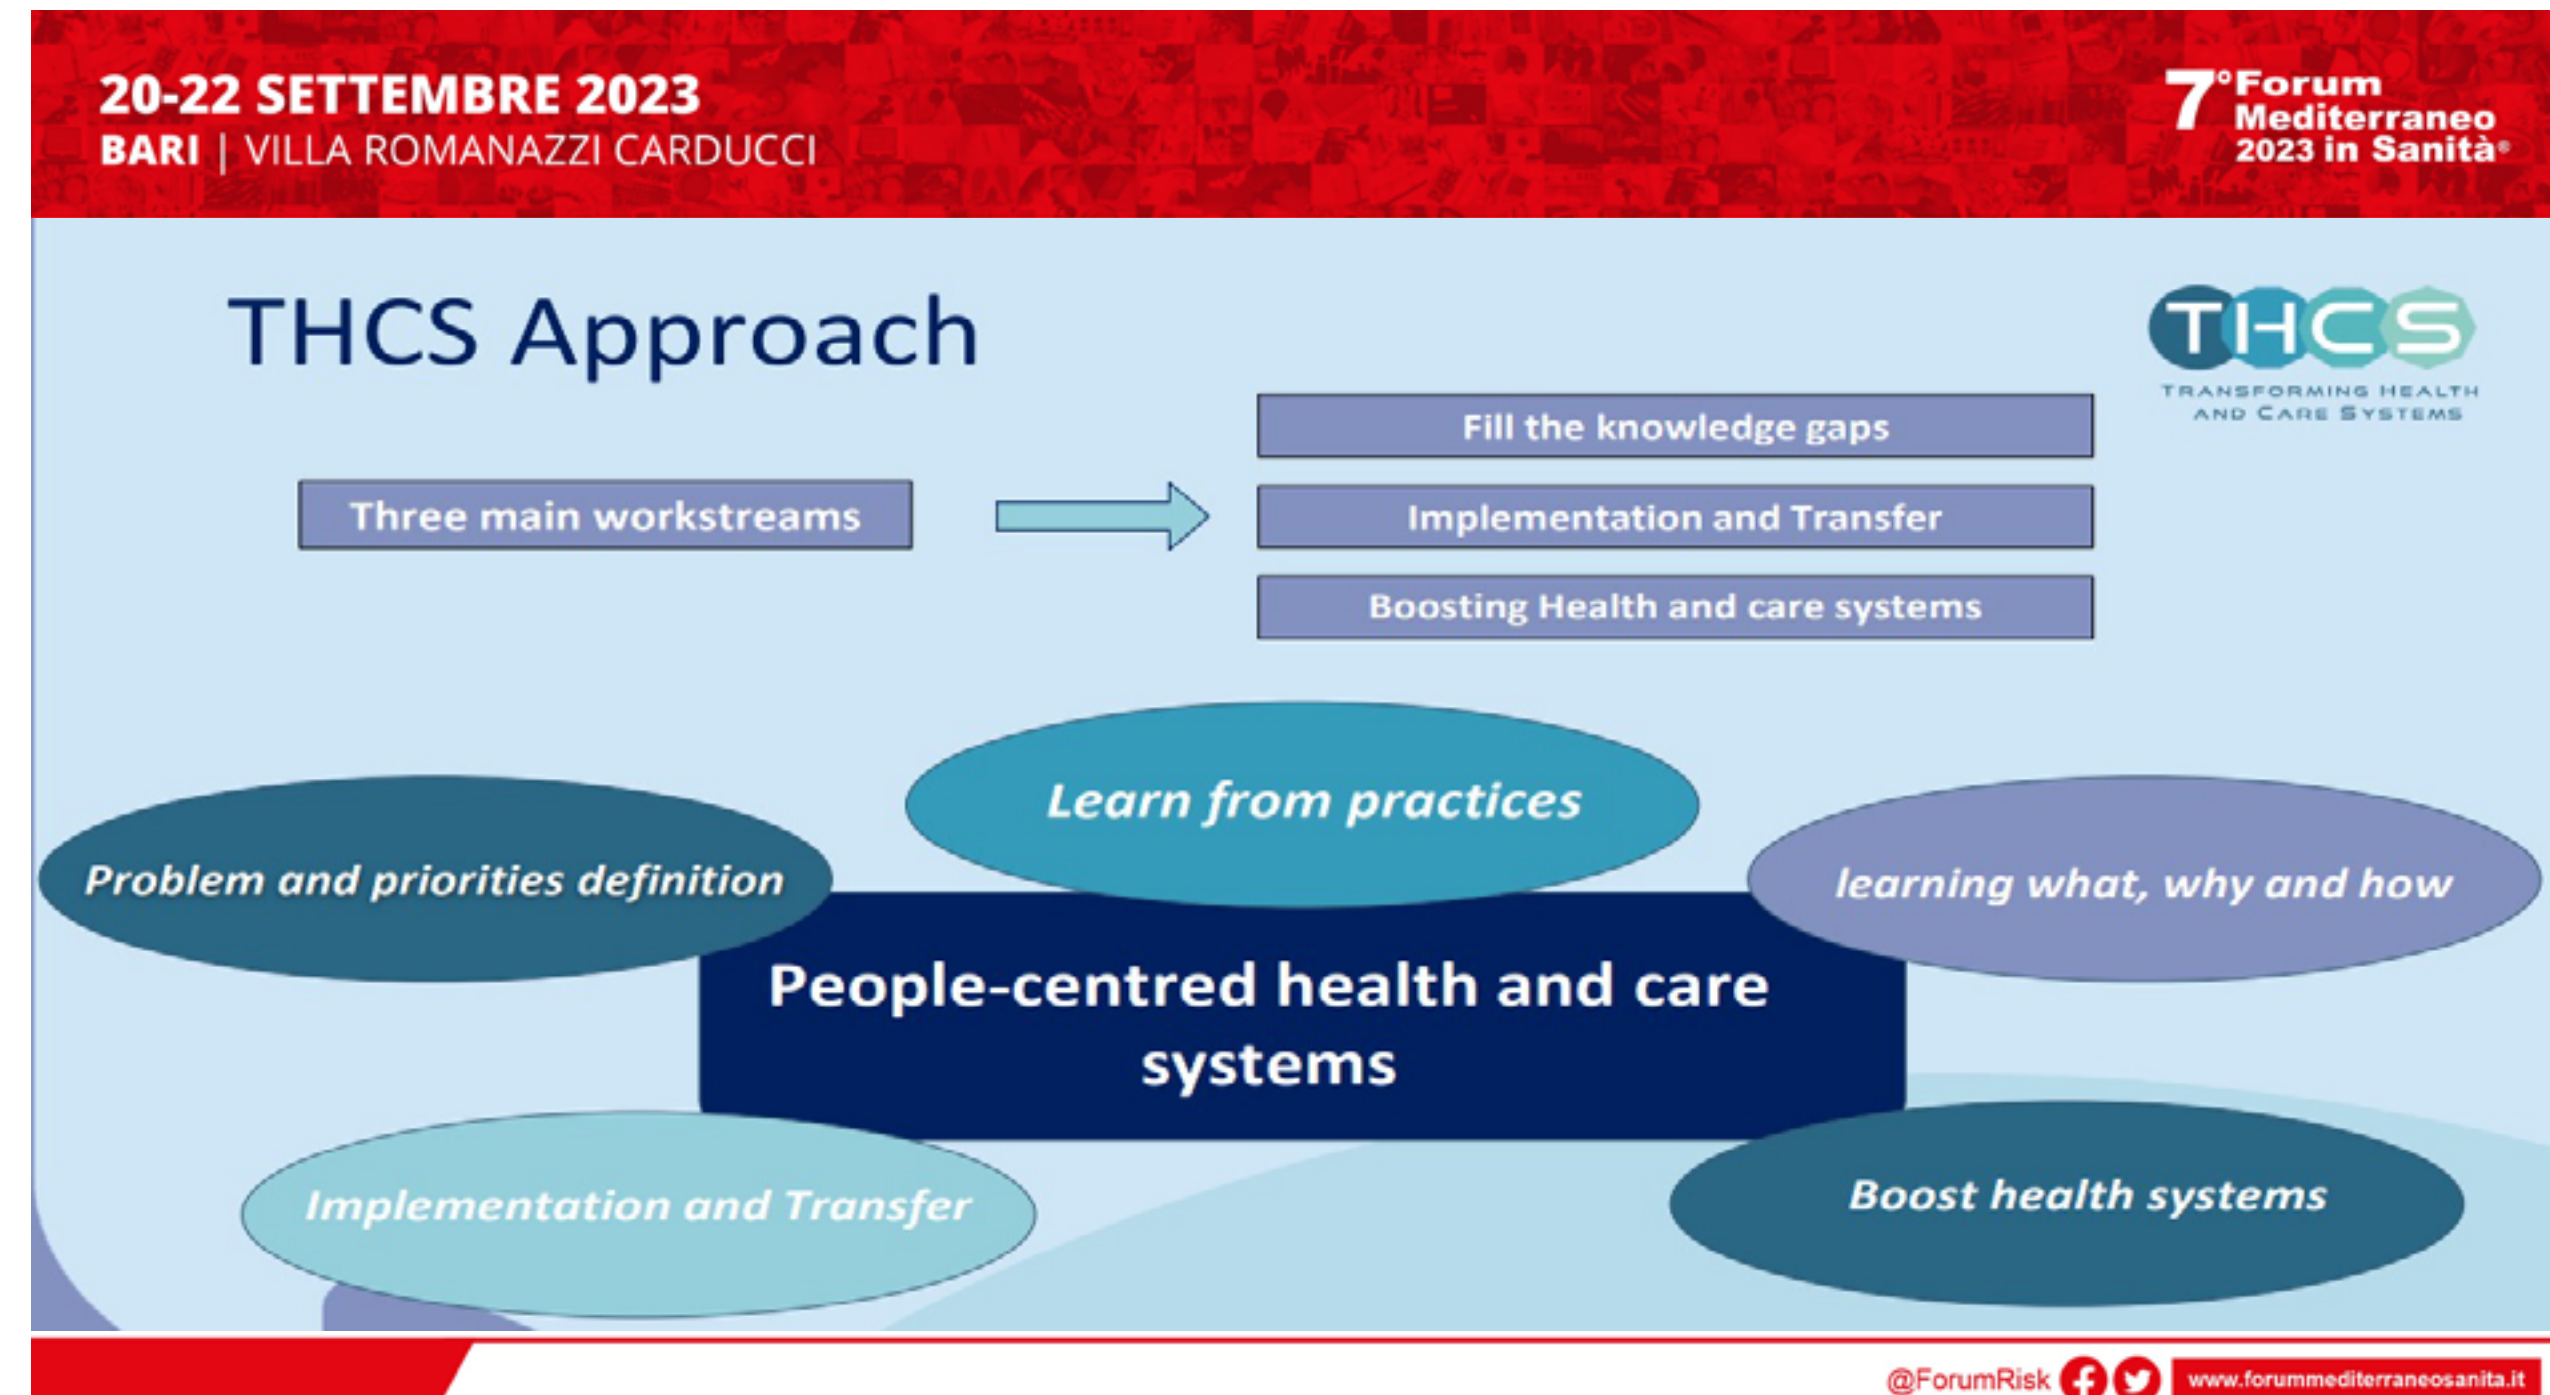 20-22 SETTEMBRE 2023
BARI | VILLA ROMANAZZI CARDUCCI
7° Forum
Mediterraneo
2023 in Sanità®
THCS Approach
THCS
TRANSFORMING HEALTH
AND CARE SYSTEMS
Three main workstreams
Fill the knowledge gaps
Implementation and Transfer
Boosting Health and care systems
Learn from practices
Problem and priorities definition
learning what, why and how
People-centred health and care
systems
Implementation and Transfer
Boost health systems
@ForumRisk
www.forummediterraneosanita.it